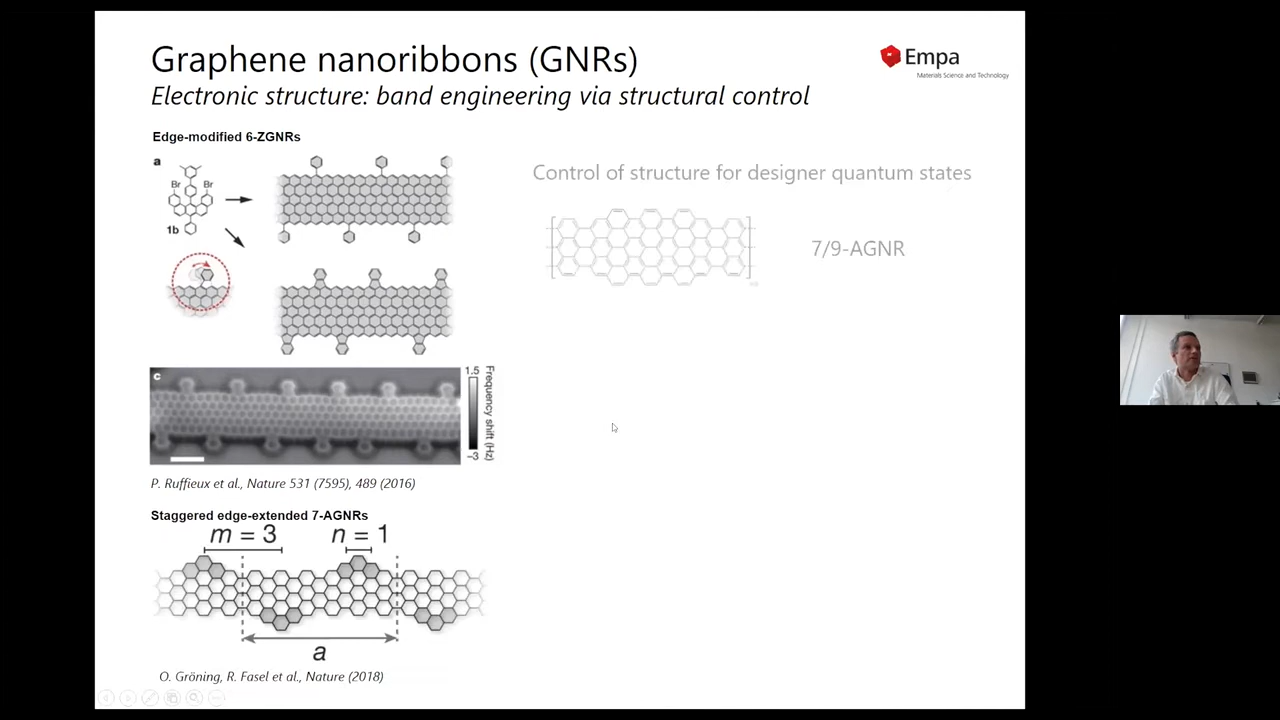 Graphene nanoribbons (GNRs)
Electronic structure: band engineering via structural control
Empa
Materials Science and Technology
Edge-modified 6-ZGNRs
a
Br
Br
1b
c
1.5
Frequency shift (Hz)
−3
P. Ruffieux et al., Nature 531 (7595), 489 (2016)
Staggered edge-extended 7-AGNRs
m = 3
n = 1
a
O. Gröning, R. Fasel et al., Nature (2018)
Control of structure for designer quantum states
7/9-AGNR